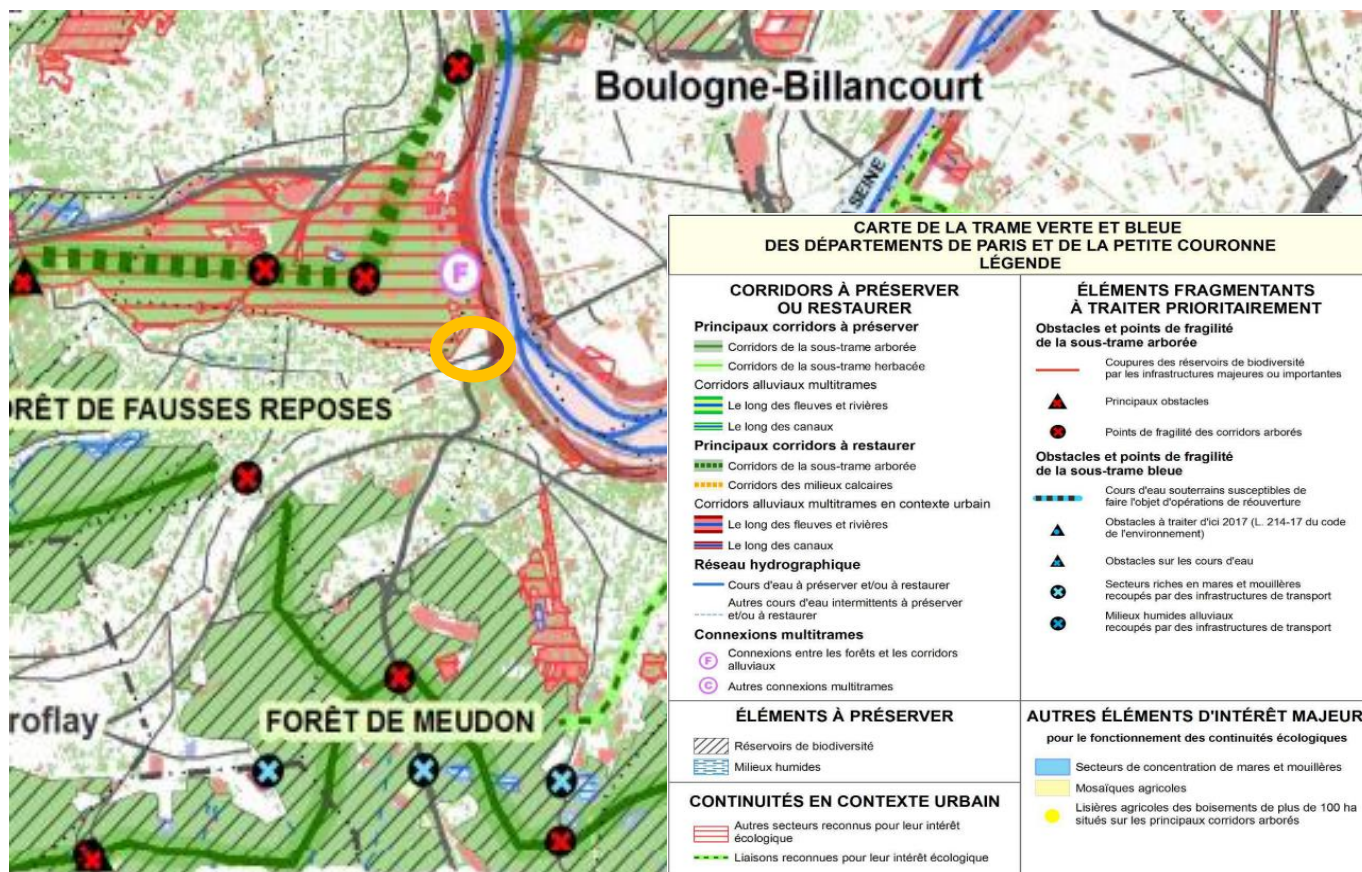 Boulogne-Billancourt
SEINE
F
ORÊT DE FAUSSES REPOSES
roflay
FORÊT DE MEUDON
CARTE DE LA TRAME VERTE ET BLEUE
DES DÉPARTEMENTS DE PARIS ET DE LA PETITE COURONNE
LÉGENDE
CORRIDORS À PRÉSERVER
OU RESTAURER
Principaux corridors à préserver
Corridors de la sous-trame arborée
Corridors de la sous-trame herbacée
Corridors alluviaux multitrames
Le long des fleuves et rivières
Le long des canaux
Principaux corridors à restaurer
Corridors de la sous-trame arborée
Corridors des milieux calcaires
Corridors alluviaux multitrames en contexte urbain
Le long des fleuves et rivières
Le long des canaux
Réseau hydrographique
Cours d'eau à préserver et/ou à restaurer
Autres cours d'eau intermittents à préserver
et/ou à restaurer
Connexions multitrames
F Connexions entre les forêts et les corridors
alluviaux
C Autres connexions multitrames
ÉLÉMENTS À PRÉSERVER
Réservoirs de biodiversité
Milieux humides
CONTINUITÉS EN CONTEXTE URBAIN
Autres secteurs reconnus pour leur intérêt
écologique
Liaisons reconnues pour leur intérêt écologique
ÉLÉMENTS FRAGMENTANTS
À TRAITER PRIORITAIREMENT
Obstacles et points de fragilité
de la sous-trame arborée
Coupures des réservoirs de biodiversité
par les infrastructures majeures ou importantes
Principaux obstacles
Points de fragilité des corridors arborés
Obstacles et points de fragilité
de la sous-trame bleue
Cours d'eau souterrains susceptibles de
faire l'objet d'opérations de réouverture
Obstacles à traiter d'ici 2017 (L. 214-17 du code
de l'environnement)
Obstacles sur les cours d'eau
Secteurs riches en mares et mouillères
recoupés par des infrastructures de transport
Milieux humides alluviaux
recoupés par des infrastructures de transport
AUTRES ÉLÉMENTS D'INTÉRÊT MAJEUR
pour le fonctionnement des continuités écologiques
Secteurs de concentration de mares et mouillères
Mosaïques agricoles
Lisières agricoles des boisements de plus de 100 ha
situés sur les principaux corridors arborés